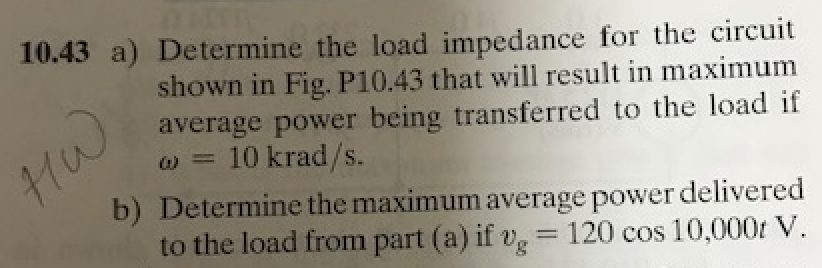 10.43 a) Determine the load impedance for the circuit
shown in Fig. P10.43 that will result in maximum
average power being transferred to the load if
ω = 10 krad/s.
HW
b) Determine the maximum average power delivered
to the load from part (a) if v_g = 120 cos 10,000t V.